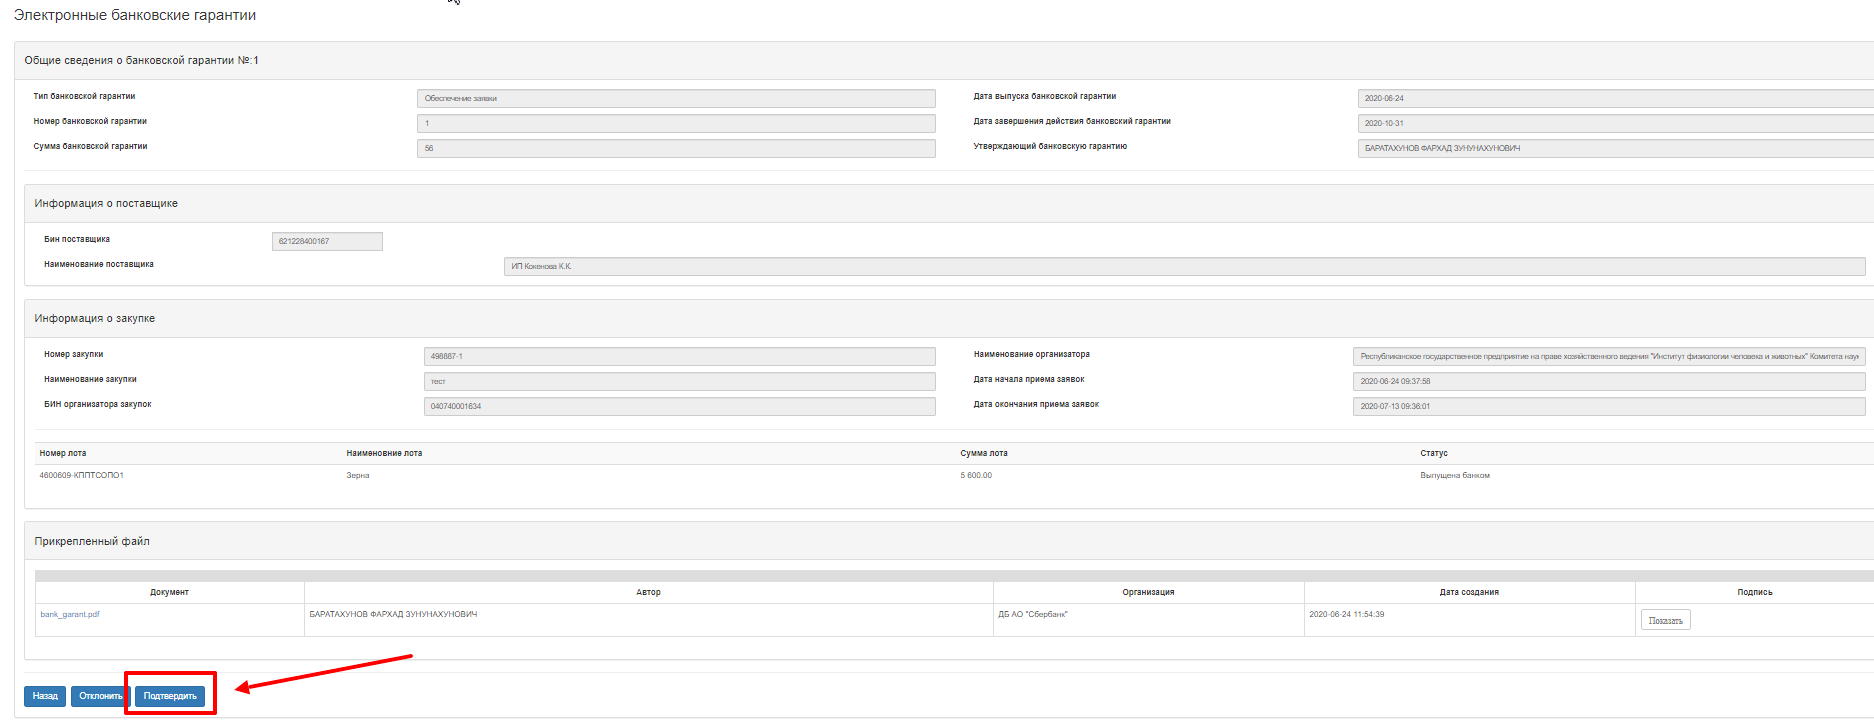 Электронные банковские гарантии
Общие сведения о банковской гарантии №:1
Тип банковской гарантии Обеспечение заявки Дата выпуска банковской гарантии 2020-06-24
Номер банковской гарантии 1 Дата завершения действия банковский гарантии 2020-10-31
Сумма банковской гарантии 56 Утверждающий банковскую гарантию БАРАТАХУНОВ ФАРХАД ЗУНУНАХУНОВИЧ
Информация о поставщике
Бин поставщика 621228400167
Наименование поставщика ИП Кокенова К.К.
Информация о закупке
Номер закупки 498887-1 Наименование организатора Республиканское государственное предприятие на праве хозяйственного ведения "Институт физиологии человека и животных" Комитета наук
Наименование закупки тест Дата начала приема заявок 2020-06-24 09:37:58
БИН организатора закупок 040740001634 Дата окончания приема заявок 2020-07-13 09:36:01
Номер лота Наименовние лота Сумма лота Статус
4600609-КППТСОПО1 Зерна 5 600.00 Выпущена банком
Прикрепленный файл
Документ Автор Организация Дата создания Подпись
bank_garant.pdf БАРАТАХУНОВ ФАРХАД ЗУНУНАХУНОВИЧ ДБ АО "Сбербанк" 2020-06-24 11:54:39 Показать
Назад Отклонить Подтвердить